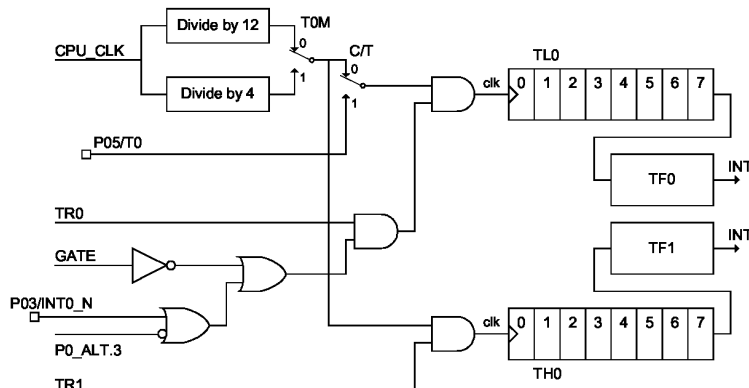 Divide by 12
T0M
CPU_CLK
0
C/T
TL0
0
Divide by 4
1
clk
0 1 2 3 4 5 6 7
1
P05/T0
TF0
INT
TR0
TF1
INT
GATE
P03/INT0_N
clk
0 1 2 3 4 5 6 7
P0_ALT.3
TH0
TR1